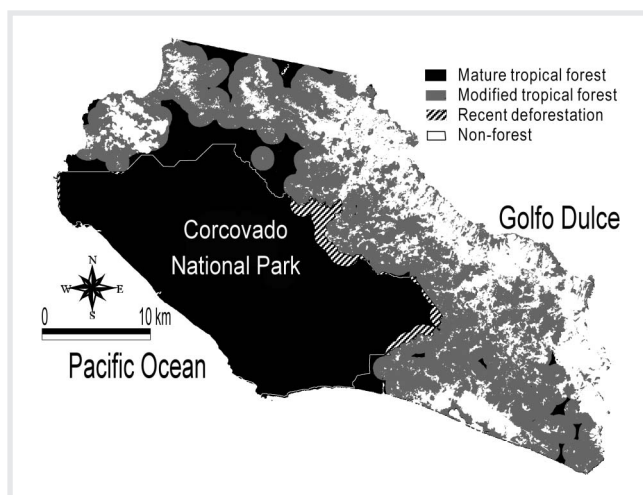 Mature tropical forest
Modified tropical forest
Recent deforestation
Non-forest
Golfo Dulce
Corcovado
National Park
N
W E
S
0 10 km
Pacific Ocean